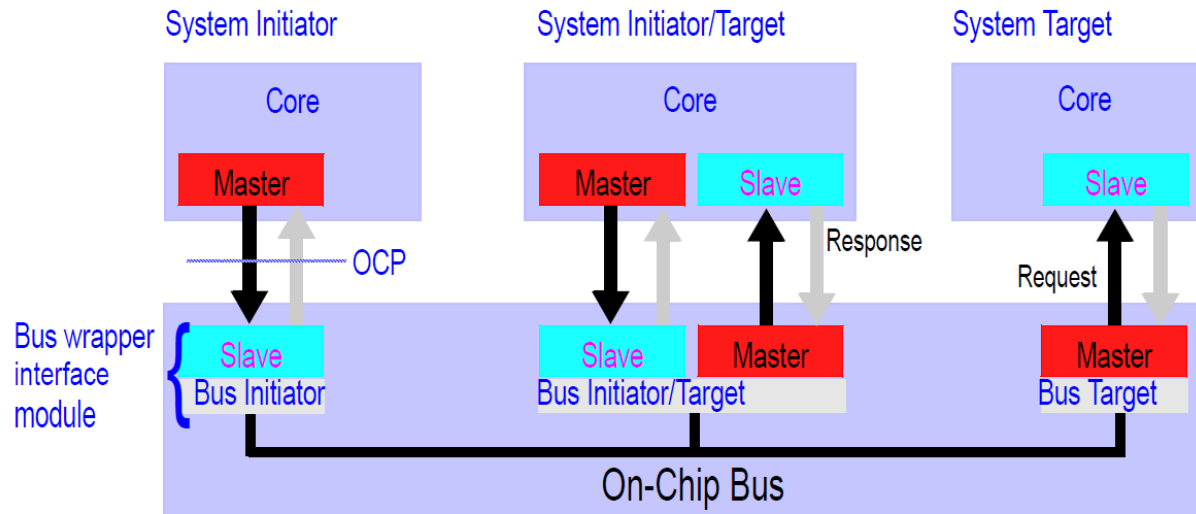 System Initiator
System Initiator/Target
System Target
Core
Core
Core
Master
Master
Slave
Slave
Response
OCP
Request
Bus wrapper
interface
module
Slave
Slave
Master
Master
Bus Initiator
Bus Initiator/Target
Bus Target
On-Chip Bus